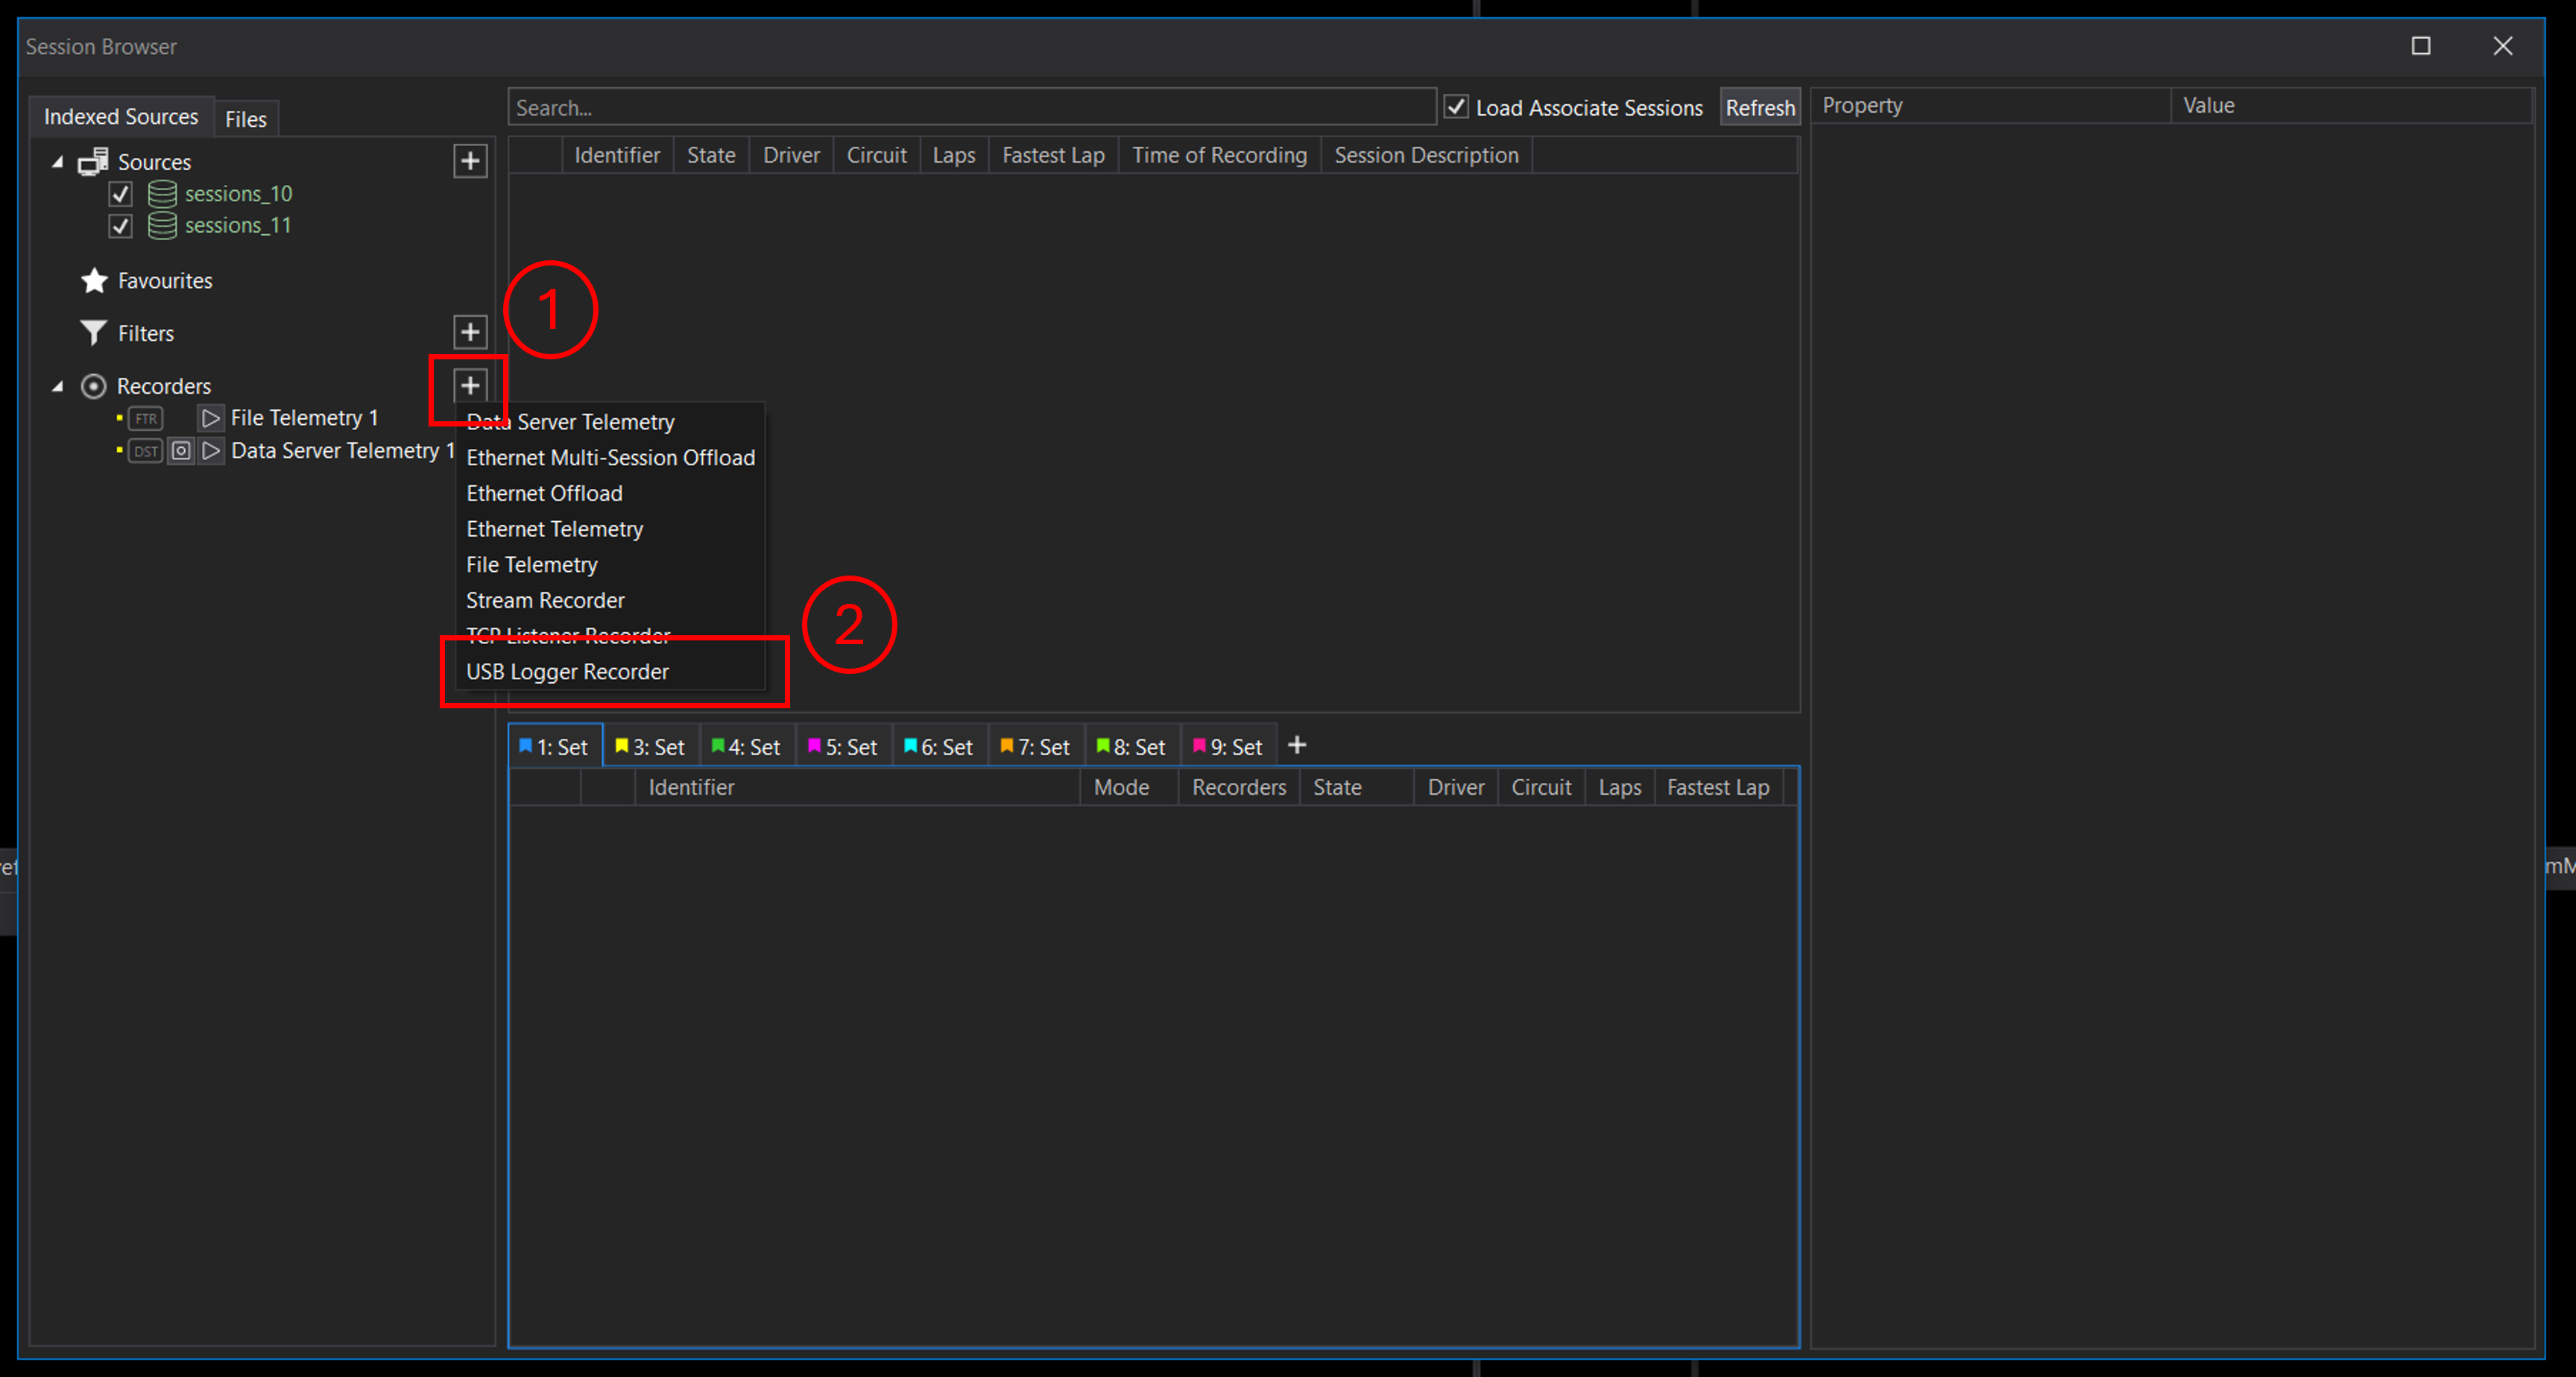 Session Browser
Indexed Sources
Files
Sources
sessions_10
sessions_11
Favourites
Filters
Recorders
FTR File Telemetry 1
DST Data Server Telemetry 1
1
Data Server Telemetry
Ethernet Multi-Session Offload
Ethernet Offload
Ethernet Telemetry
File Telemetry
Stream Recorder
TCP Listener Recorder
USB Logger Recorder
2
Search...
Load Associate Sessions
Refresh
Identifier State Driver Circuit Laps Fastest Lap Time of Recording Session Description
1: Set 3: Set 4: Set 5: Set 6: Set 7: Set 8: Set 9: Set
Identifier Mode Recorders State Driver Circuit Laps Fastest Lap
Property Value